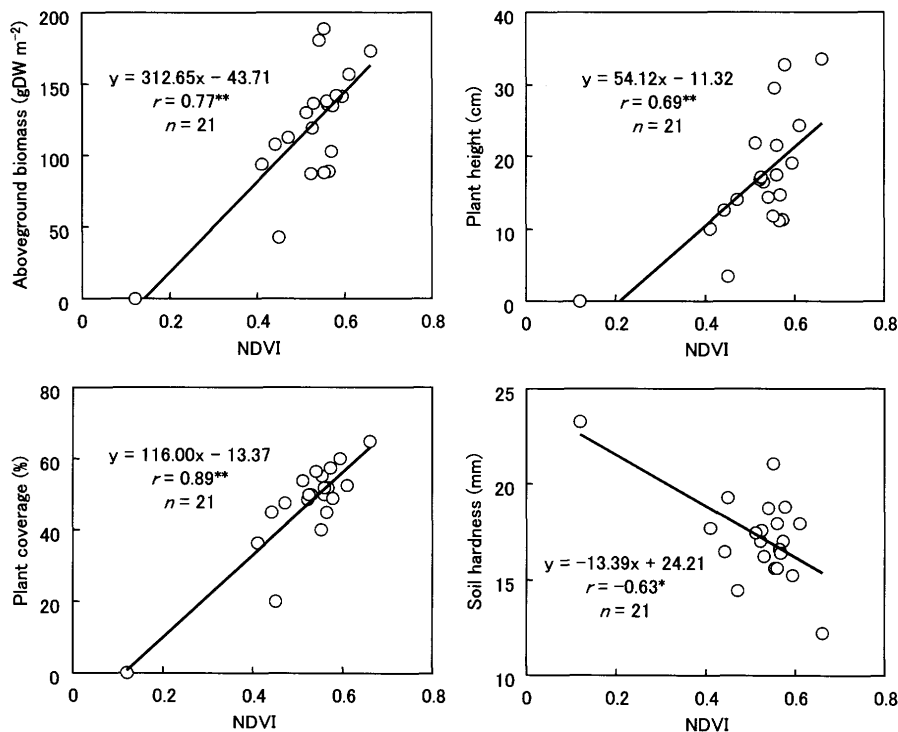 Aboveground biomass (gDW m⁻²)
200
150
100
50
0
y = 312.65x − 43.71
r = 0.77**
n = 21
0 0.2 0.4 0.6 0.8
NDVI
Plant height (cm)
40
30
20
10
0
y = 54.12x − 11.32
r = 0.69**
n = 21
0 0.2 0.4 0.6 0.8
NDVI
Plant coverage (%)
80
60
40
20
0
y = 116.00x − 13.37
r = 0.89**
n = 21
0 0.2 0.4 0.6 0.8
NDVI
Soil hardness (mm)
25
20
15
10
y = −13.39x + 24.21
r = −0.63*
n = 21
0 0.2 0.4 0.6 0.8
NDVI